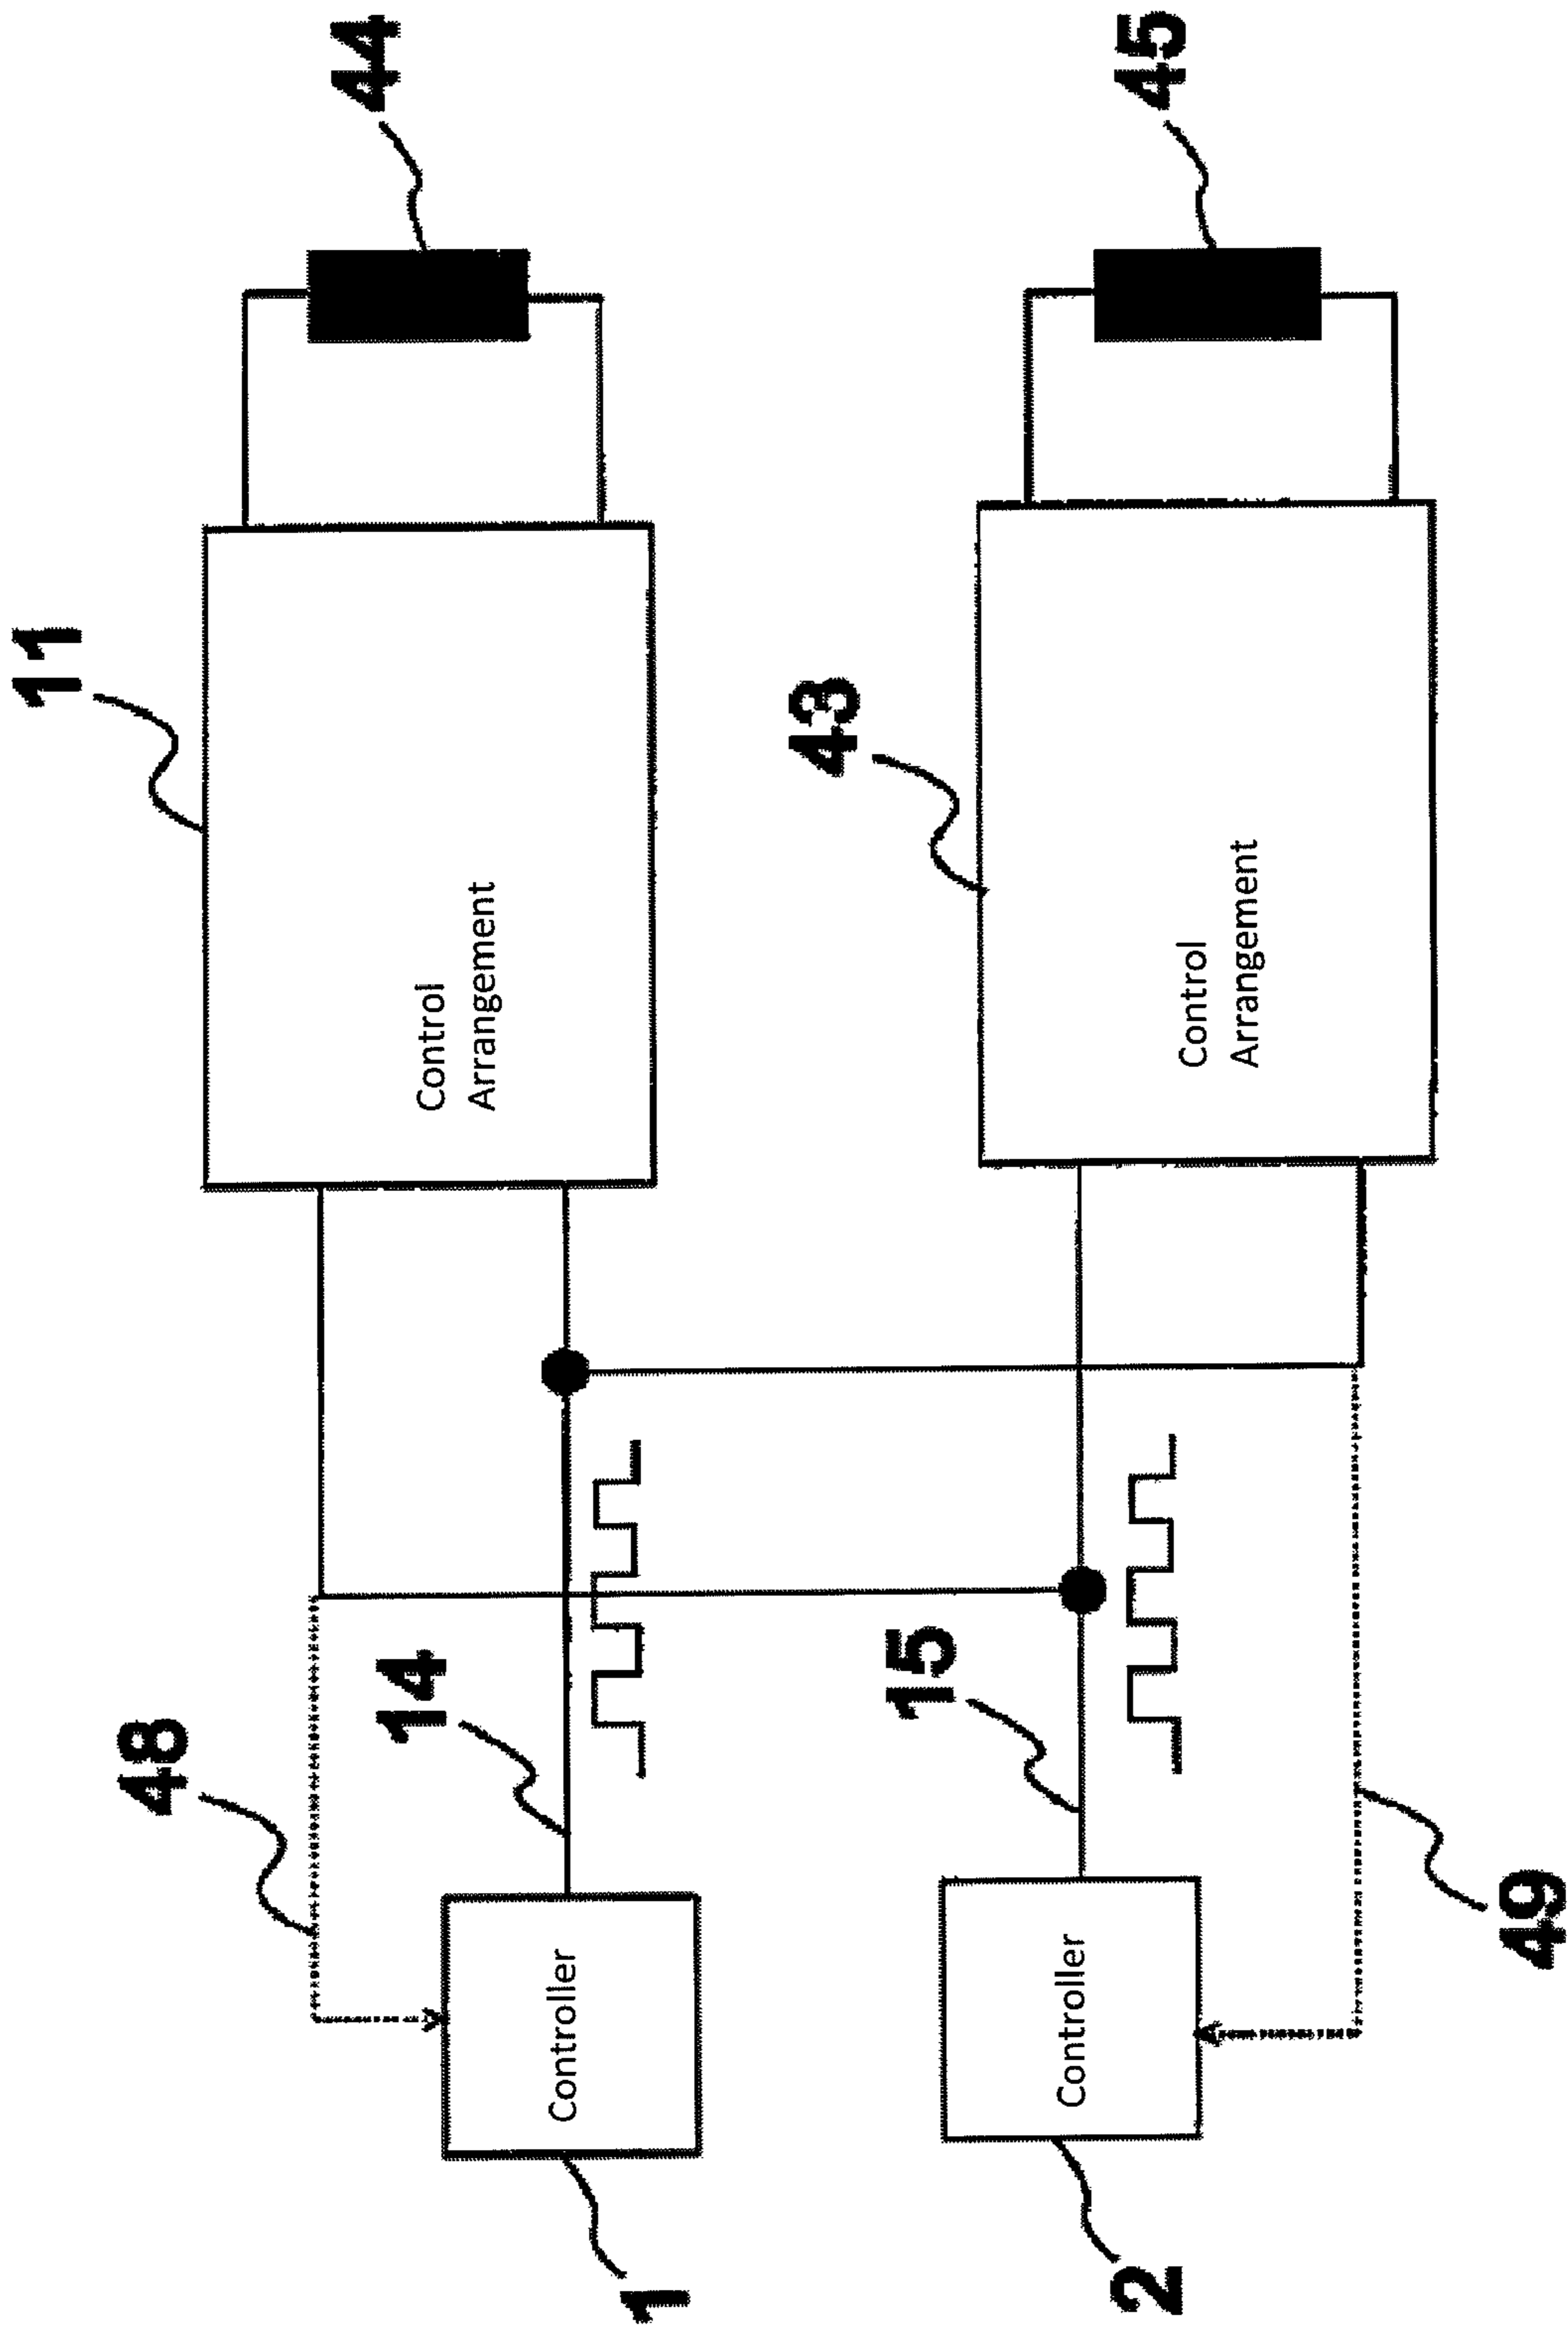 11
48
44
14
Control
Arrangement
Controller
1
43
15
Controller
2
45
Control
Arrangement
49